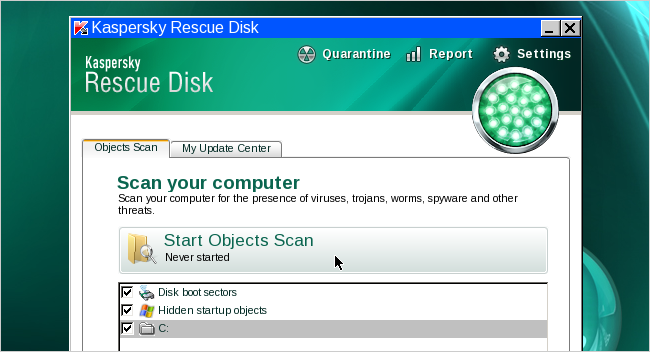 Kaspersky Rescue Disk
Quarantine Report Settings
Kaspersky
Rescue Disk
Objects Scan My Update Center
Scan your computer
Scan your computer for the presence of viruses, trojans, worms, spyware and other
threats.
Start Objects Scan
Never started
Disk boot sectors
Hidden startup objects
C: